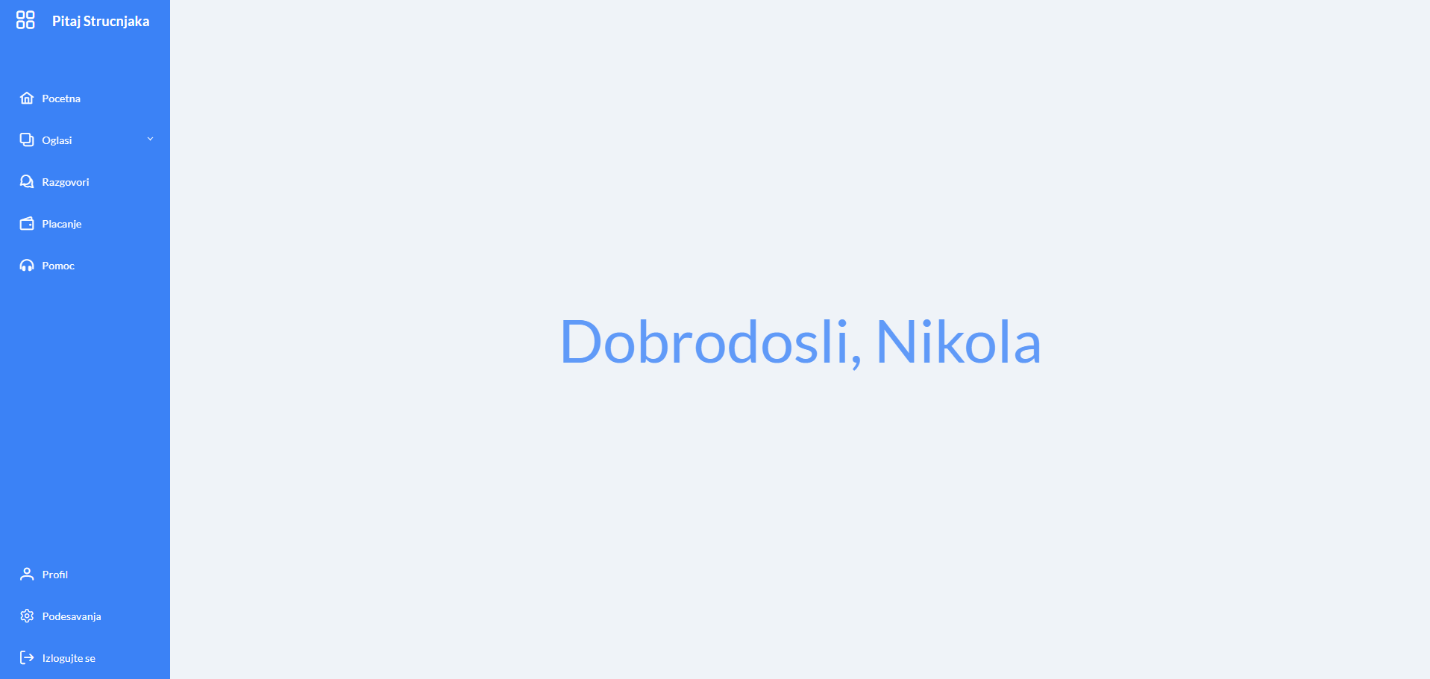 Pitaj Strucnjaka
Pocetna
Oglasi
Razgovori
Placanje
Pomoc
Dobrodosli, Nikola
Profil
Podesavanja
Izlogujte se